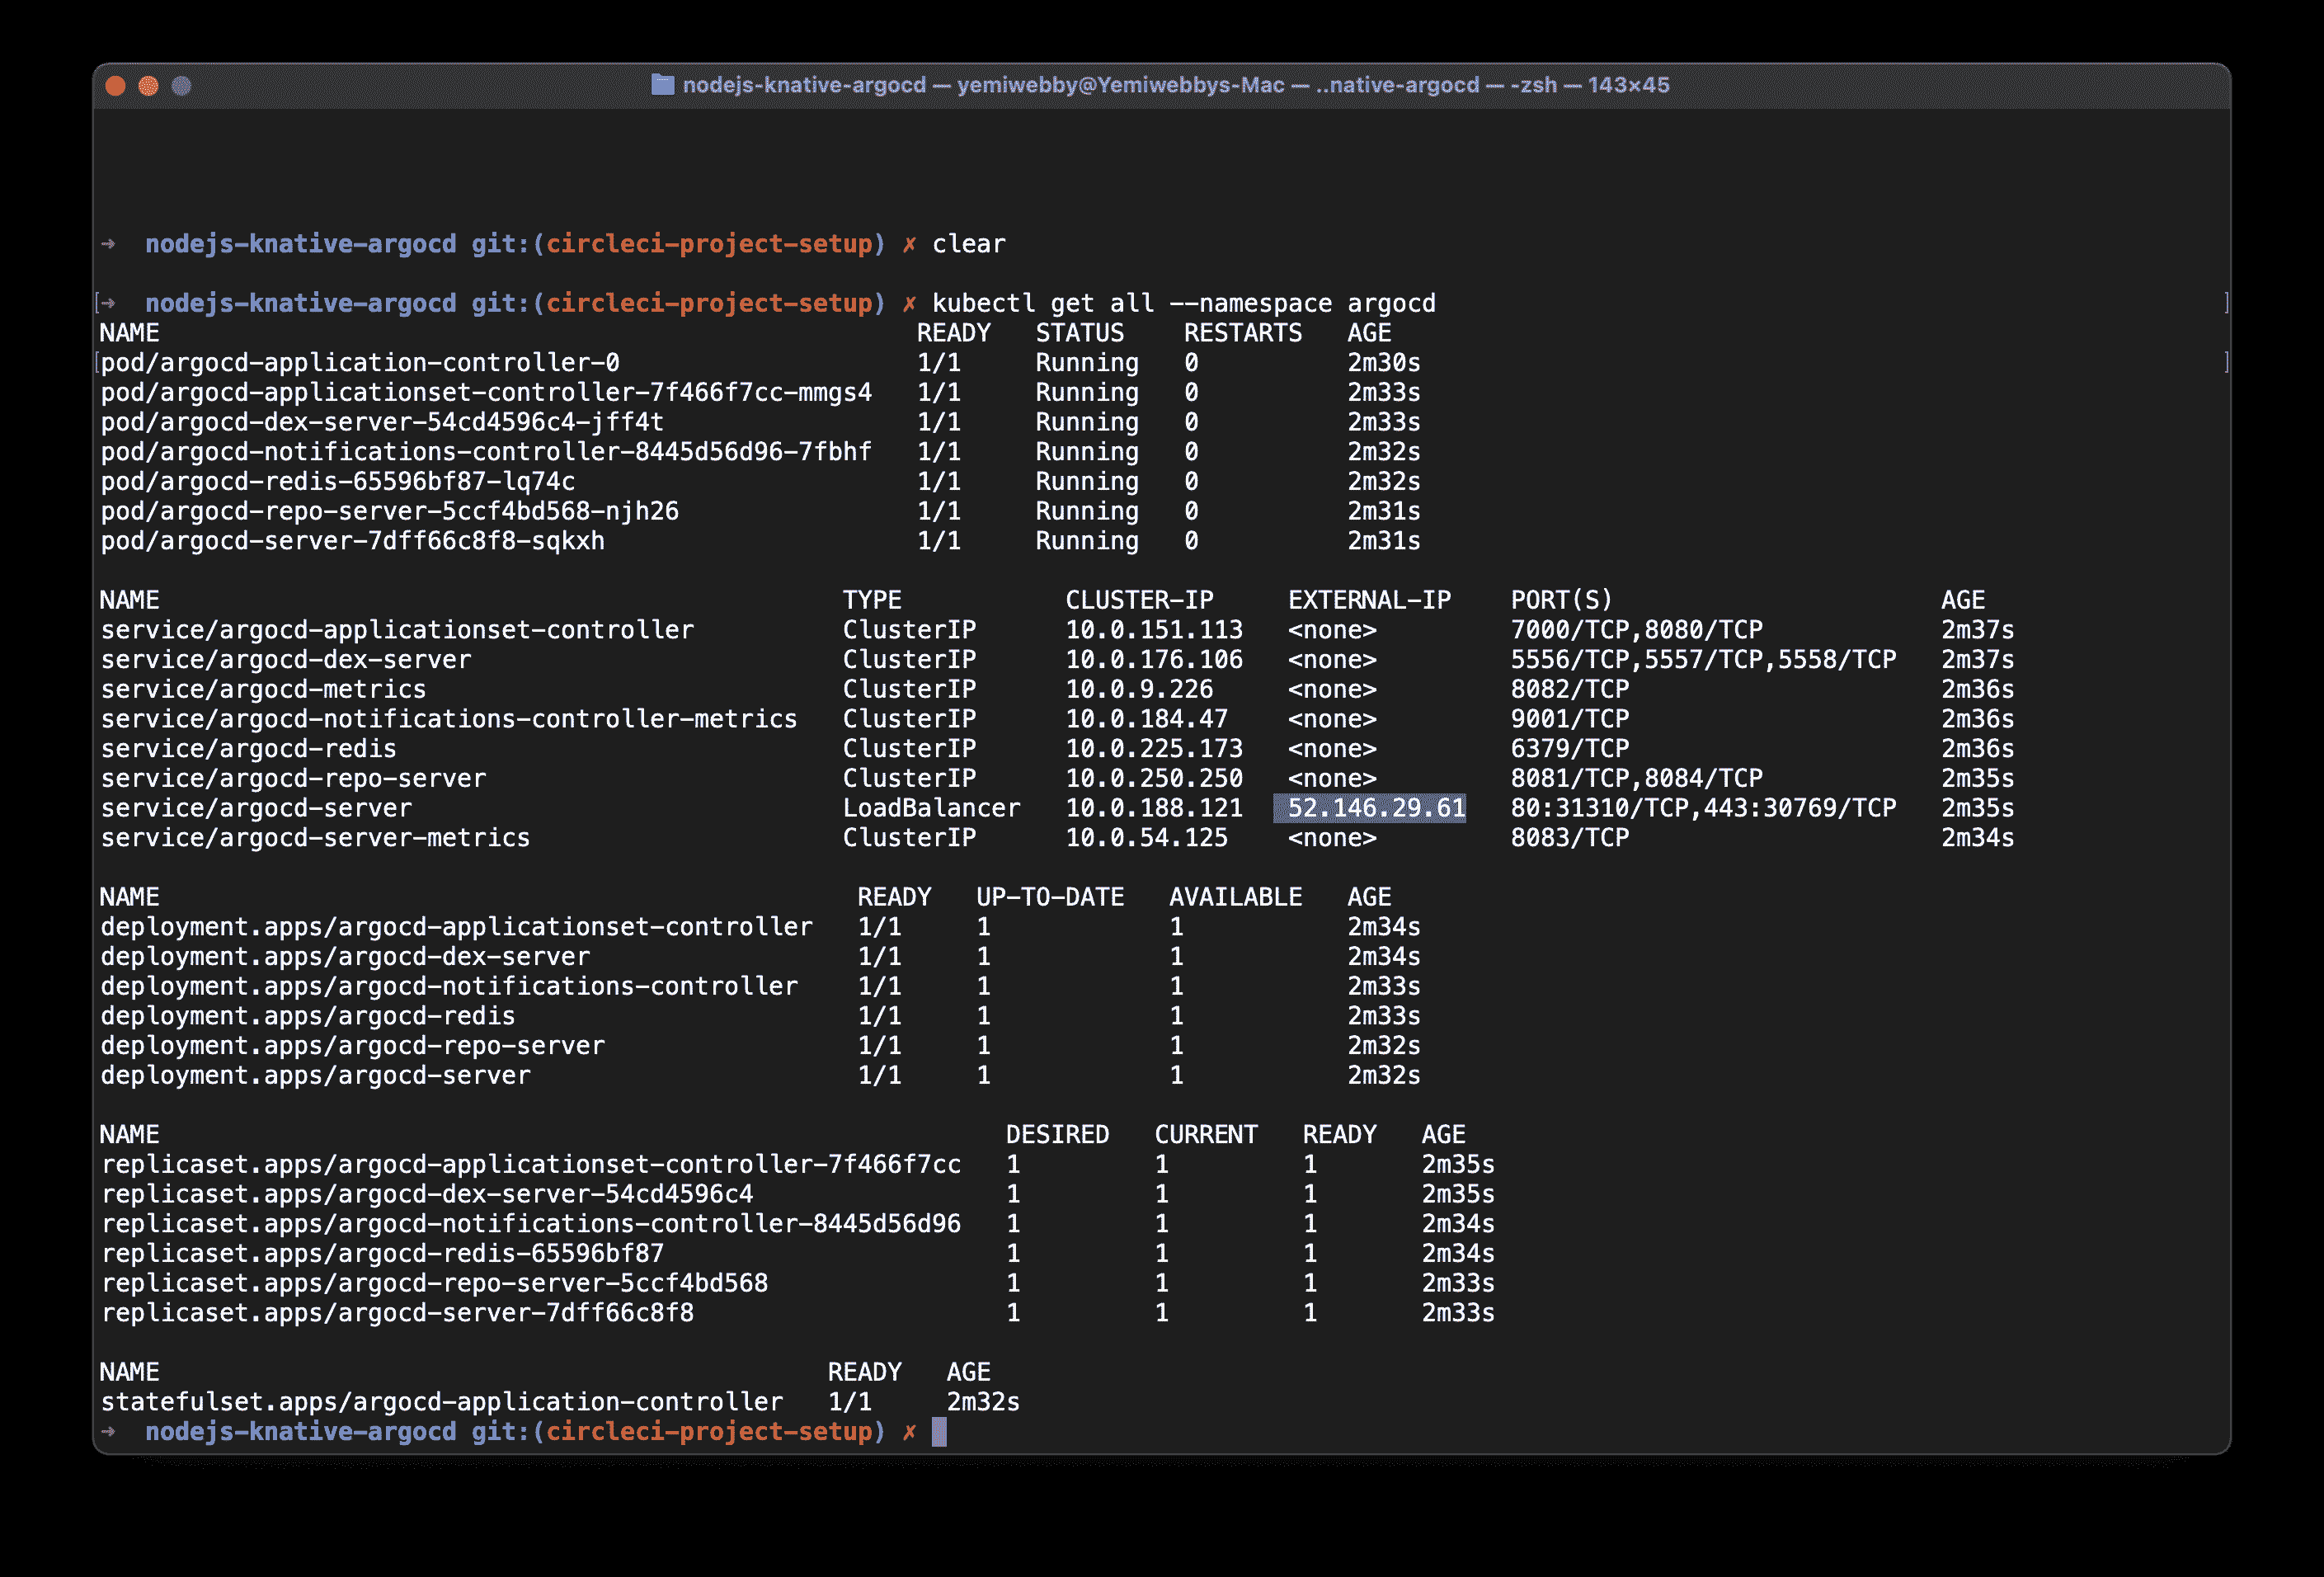 nodejs-knative-argocd — yemiwebby@Yemiwebbys-Mac — ..native-argocd — -zsh — 143×45
➜  nodejs-knative-argocd git:(circleci-project-setup) ✗ clear
[➜  nodejs-knative-argocd git:(circleci-project-setup) ✗ kubectl get all --namespace argocd ]
NAME READY STATUS RESTARTS AGE
[pod/argocd-application-controller-0 1/1 Running 0 2m30s ]
pod/argocd-applicationset-controller-7f466f7cc-mmgs4 1/1 Running 0 2m33s
pod/argocd-dex-server-54cd4596c4-jff4t 1/1 Running 0 2m33s
pod/argocd-notifications-controller-8445d56d96-7fbhf 1/1 Running 0 2m32s
pod/argocd-redis-65596bf87-lq74c 1/1 Running 0 2m32s
pod/argocd-repo-server-5ccf4bd568-njh26 1/1 Running 0 2m31s
pod/argocd-server-7dff66c8f8-sqkxh 1/1 Running 0 2m31s
NAME TYPE CLUSTER-IP EXTERNAL-IP PORT(S) AGE
service/argocd-applicationset-controller ClusterIP 10.0.151.113 <none> 7000/TCP,8080/TCP 2m37s
service/argocd-dex-server ClusterIP 10.0.176.106 <none> 5556/TCP,5557/TCP,5558/TCP 2m37s
service/argocd-metrics ClusterIP 10.0.9.226 <none> 8082/TCP 2m36s
service/argocd-notifications-controller-metrics ClusterIP 10.0.184.47 <none> 9001/TCP 2m36s
service/argocd-redis ClusterIP 10.0.225.173 <none> 6379/TCP 2m36s
service/argocd-repo-server ClusterIP 10.0.250.250 <none> 8081/TCP,8084/TCP 2m35s
service/argocd-server LoadBalancer 10.0.188.121 52.146.29.61 80:31310/TCP,443:30769/TCP 2m35s
service/argocd-server-metrics ClusterIP 10.0.54.125 <none> 8083/TCP 2m34s
NAME READY UP-TO-DATE AVAILABLE AGE
deployment.apps/argocd-applicationset-controller 1/1 1 1 2m34s
deployment.apps/argocd-dex-server 1/1 1 1 2m34s
deployment.apps/argocd-notifications-controller 1/1 1 1 2m33s
deployment.apps/argocd-redis 1/1 1 1 2m33s
deployment.apps/argocd-repo-server 1/1 1 1 2m32s
deployment.apps/argocd-server 1/1 1 1 2m32s
NAME DESIRED CURRENT READY AGE
replicaset.apps/argocd-applicationset-controller-7f466f7cc 1 1 1 2m35s
replicaset.apps/argocd-dex-server-54cd4596c4 1 1 1 2m35s
replicaset.apps/argocd-notifications-controller-8445d56d96 1 1 1 2m34s
replicaset.apps/argocd-redis-65596bf87 1 1 1 2m34s
replicaset.apps/argocd-repo-server-5ccf4bd568 1 1 1 2m33s
replicaset.apps/argocd-server-7dff66c8f8 1 1 1 2m33s
NAME READY AGE
statefulset.apps/argocd-application-controller 1/1 2m32s
➜  nodejs-knative-argocd git:(circleci-project-setup) ✗